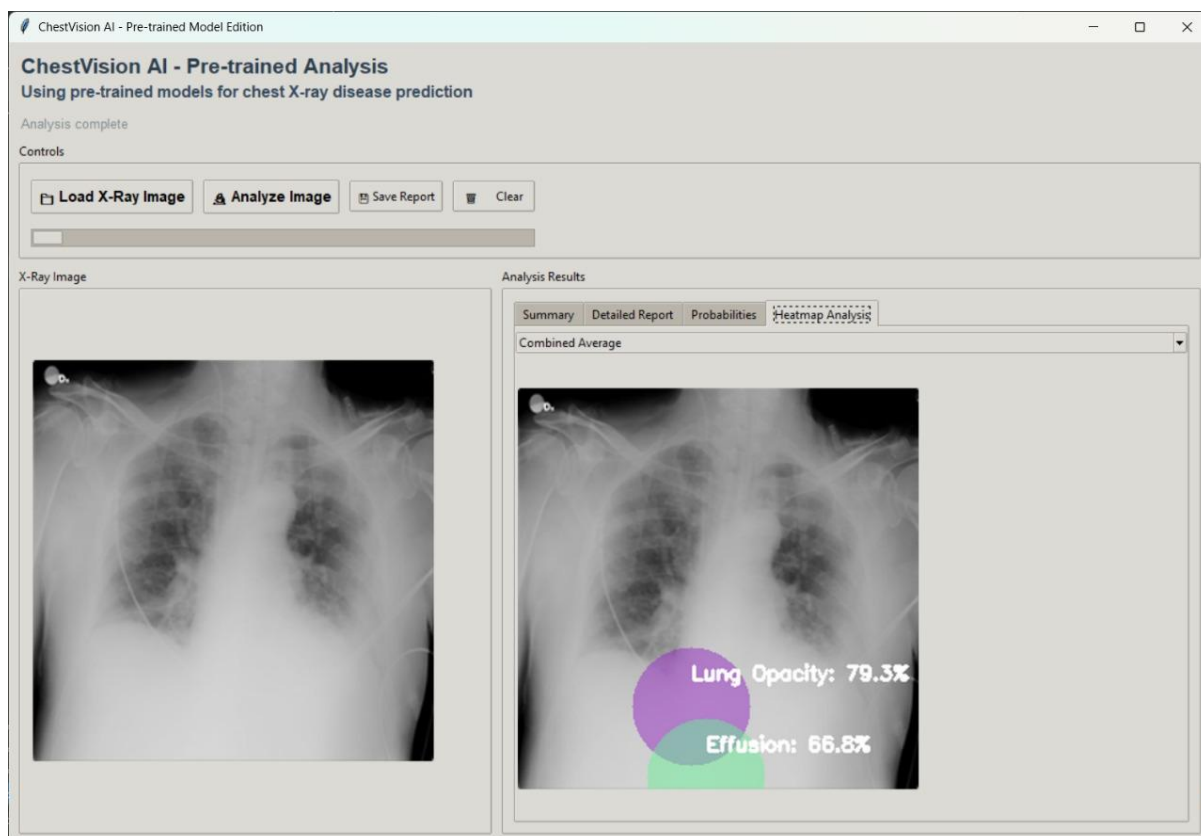 ChestVision AI - Pre-trained Model Edition
ChestVision AI - Pre-trained Analysis
Using pre-trained models for chest X-ray disease prediction
Analysis complete
Controls
Load X-Ray Image
Analyze Image
Save Report
Clear
X-Ray Image
Analysis Results
Summary
Detailed Report
Probabilities
Heatmap Analysis
Combined Average
Lung Opacity: 79.3%
Effusion: 66.8%